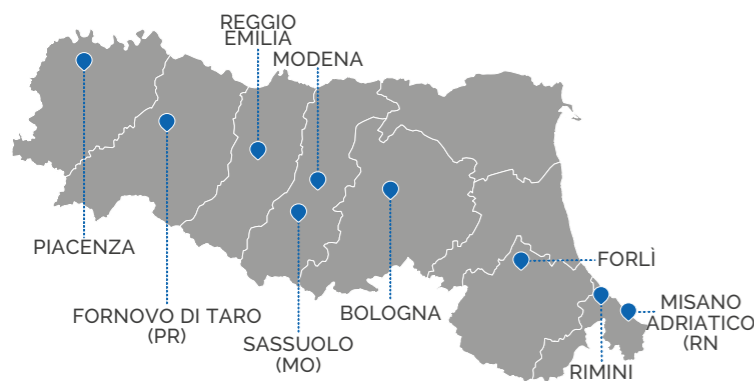 REGGIO
EMILIA
MODENA
PIACENZA
FORNOVO DI TARO
(PR)
SASSUOLO
(MO)
BOLOGNA
FORLÌ
MISANO
ADRIATICO
(RN
RIMINI